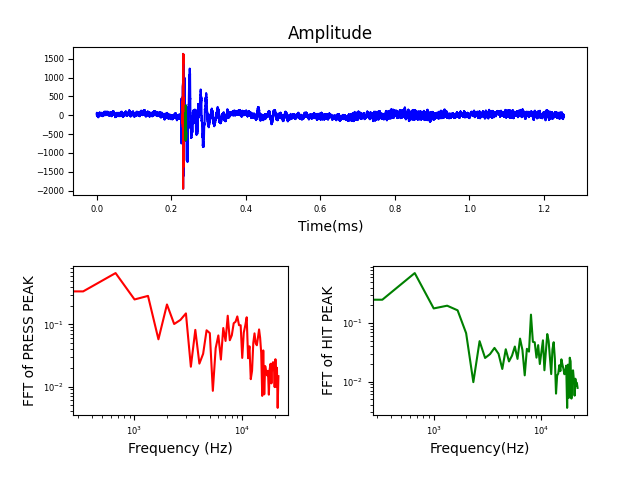 Amplitude
1500
1000
500
0
−500
−1000
−1500
−2000
0.0 0.2 0.4 0.6 0.8 1.0 1.2
Time(ms)
FFT of PRESS PEAK
10⁻¹
10⁻²
10³ 10⁴
Frequency (Hz)
FFT of HIT PEAK
10⁻¹
10⁻²
10³ 10⁴
Frequency(Hz)